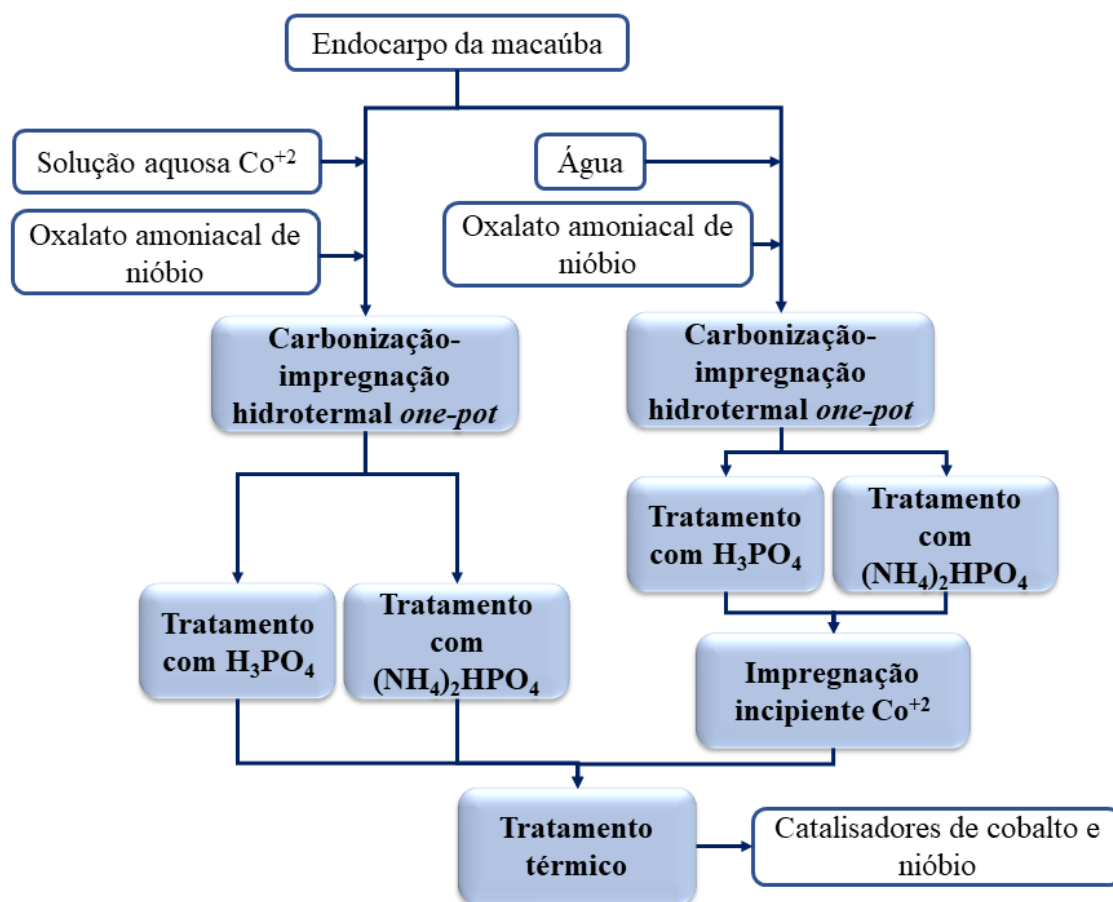 Endocarpo da macaúba
Solução aquosa Co⁺²
Água
Oxalato amoniacal de
nióbio
Oxalato amoniacal de
nióbio
Carbonização-
impregnação
hidrotermal one-pot
Carbonização-
impregnação
hidrotermal one-pot
Tratamento
com H₃PO₄
Tratamento
com
(NH₄)₂HPO₄
Tratamento
com H₃PO₄
Tratamento
com
(NH₄)₂HPO₄
Impregnação
incipiente Co⁺²
Tratamento
térmico
Catalisadores de cobalto e
nióbio